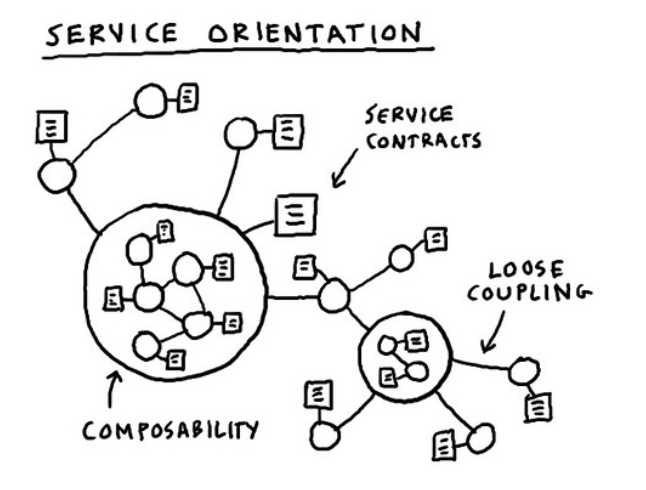 SERVICE ORIENTATION
SERVICE
CONTRACTS
LOOSE
COUPLING
COMPOSABILITY